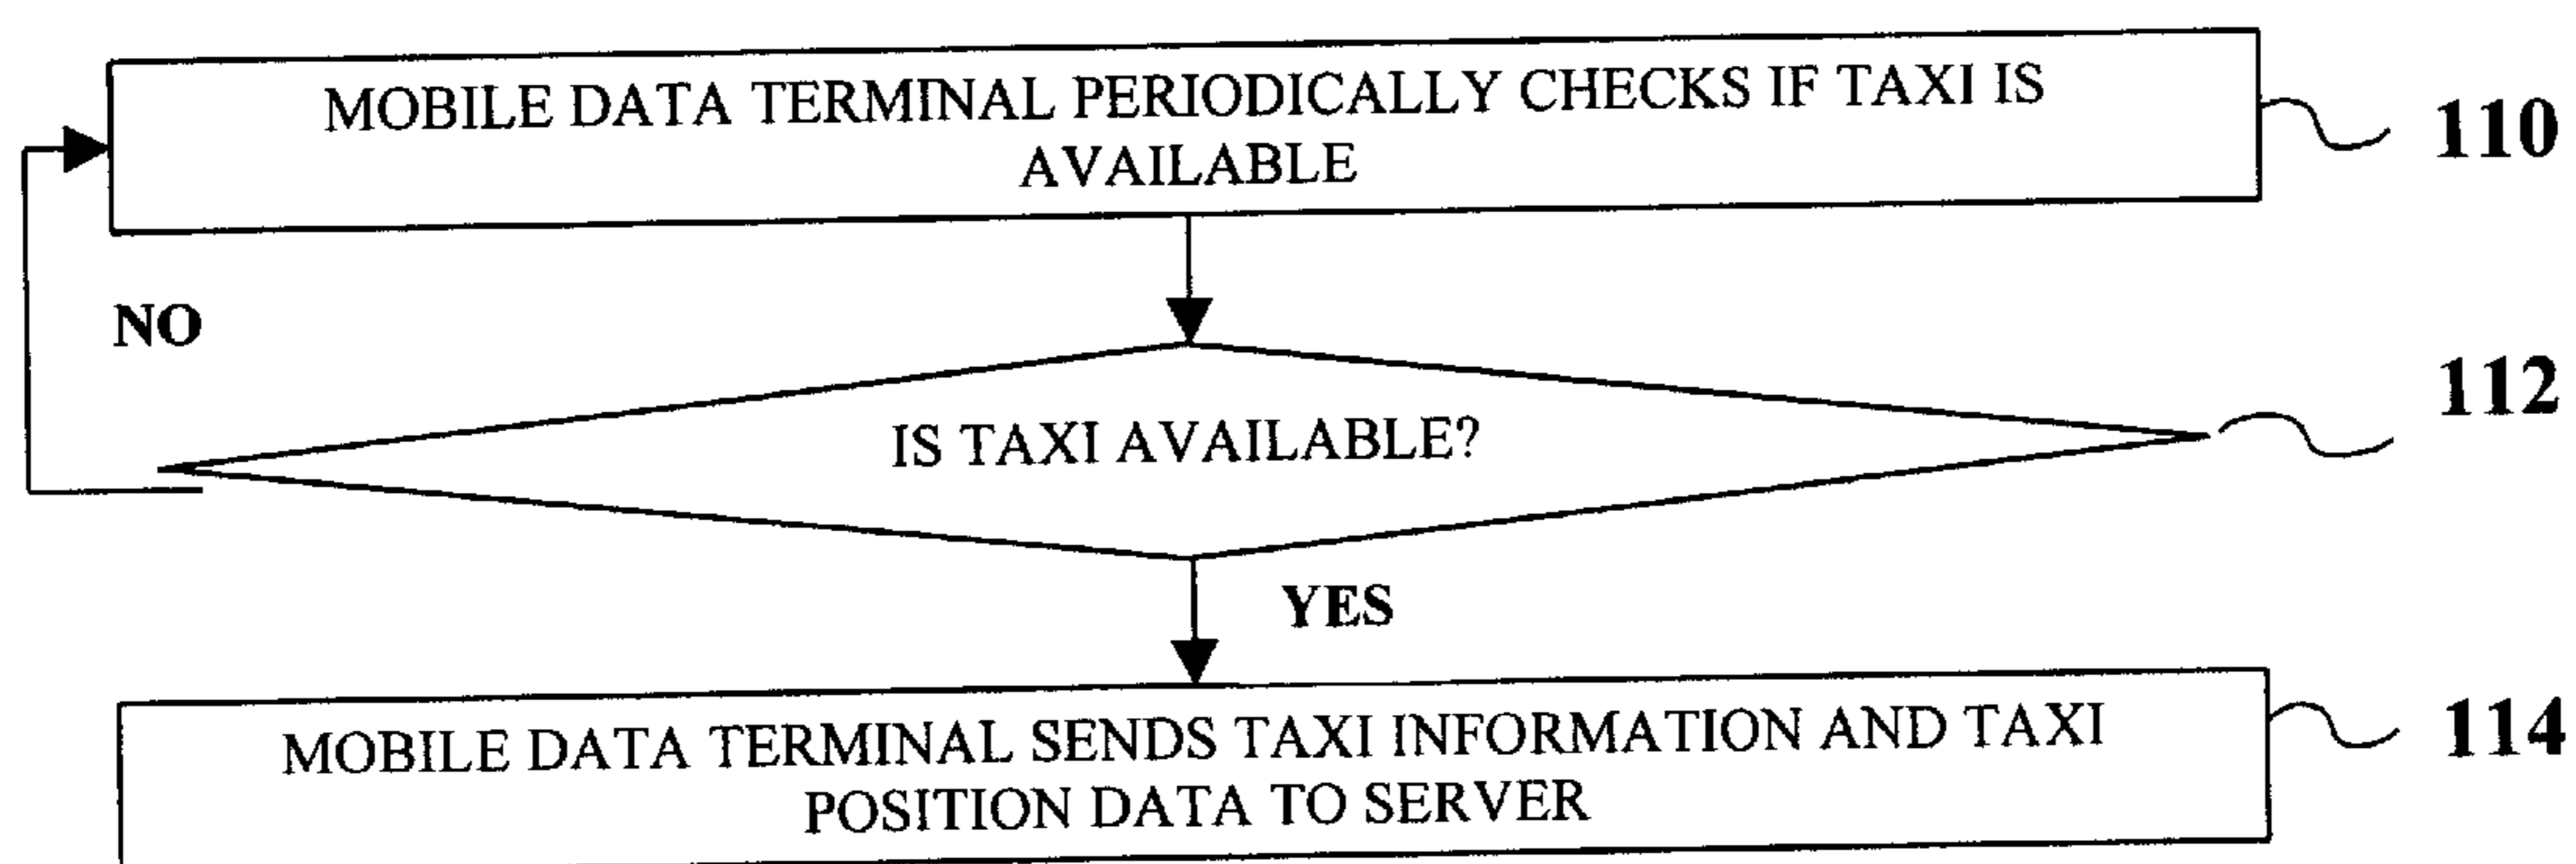 MOBILE DATA TERMINAL PERIODICALLY CHECKS IF TAXI IS
AVAILABLE
110
NO
112
IS TAXI AVAILABLE?
YES
MOBILE DATA TERMINAL SENDS TAXI INFORMATION AND TAXI
POSITION DATA TO SERVER
114